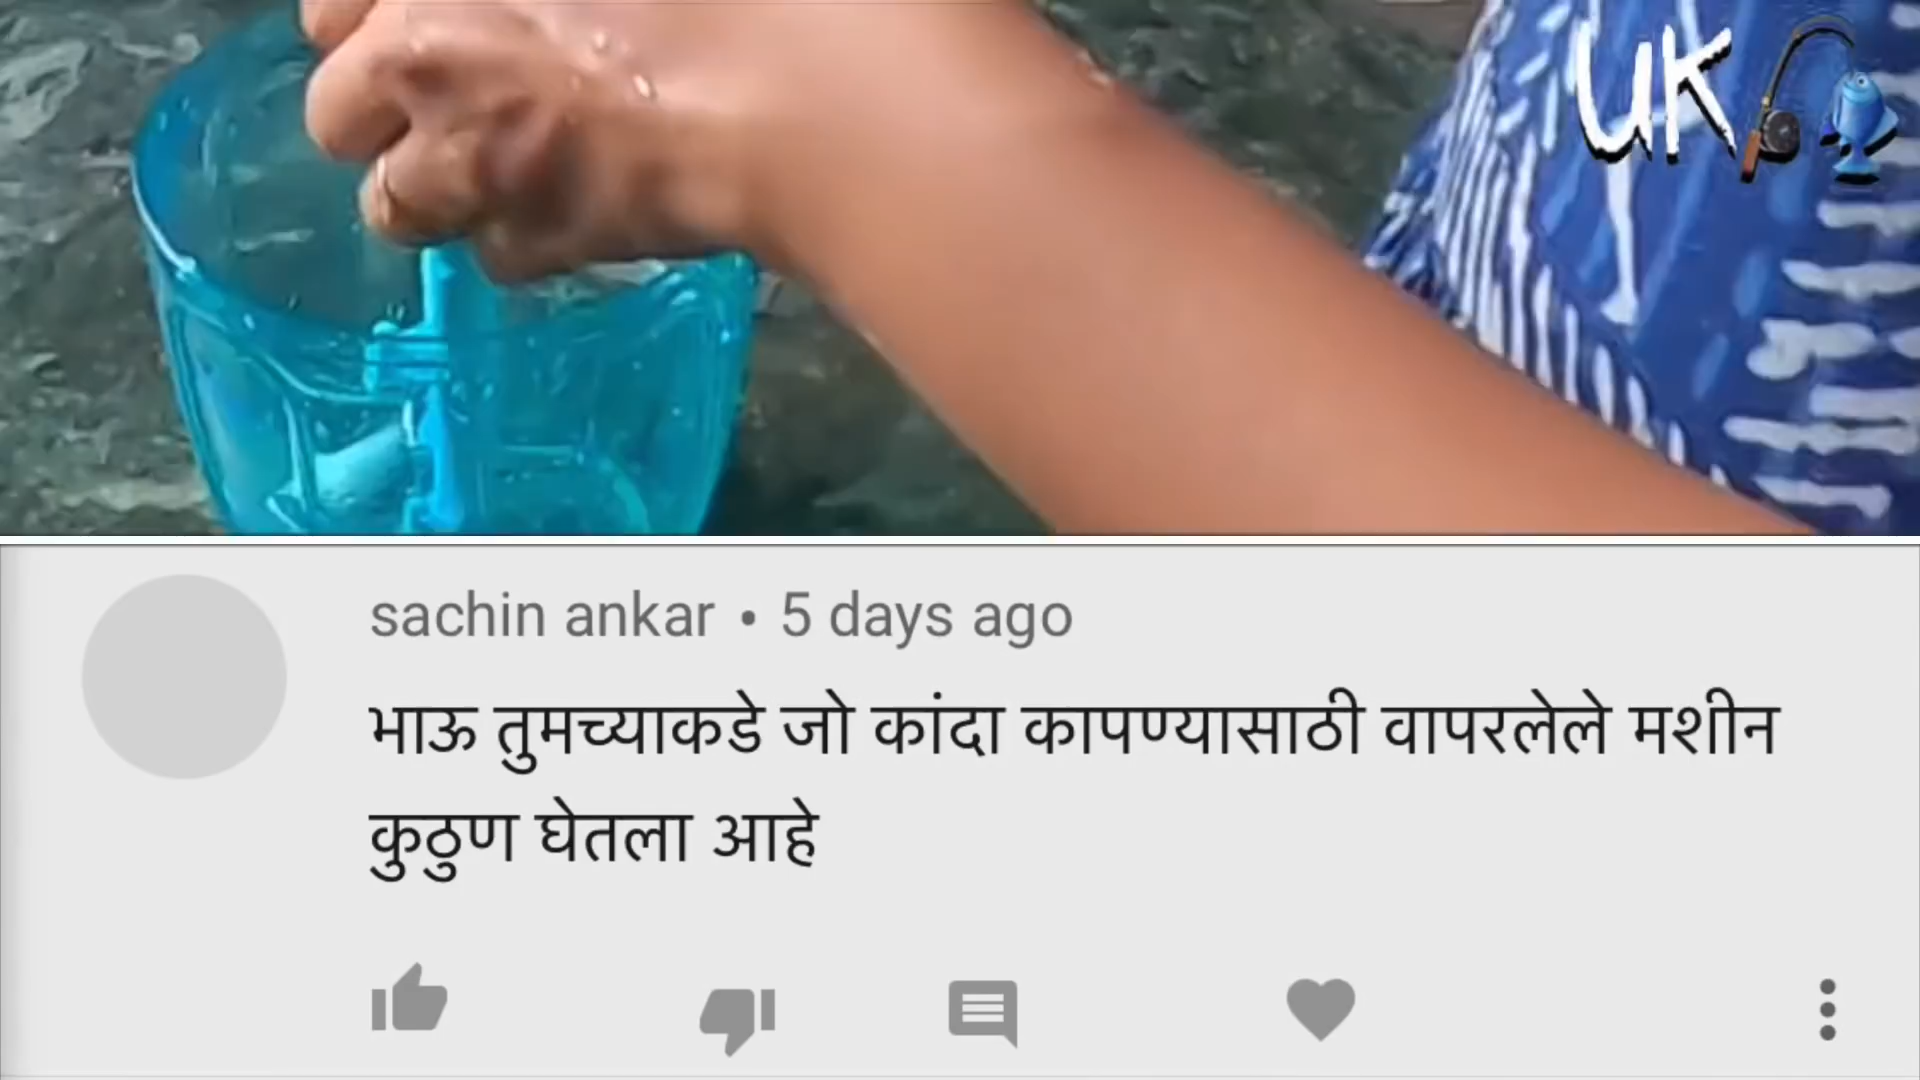 UK
sachin ankar • 5 days ago
भाऊ तुमच्याकडे जो कांदा कापण्यासाठी वापरलेले मशीन
कुठुण घेतला आहे